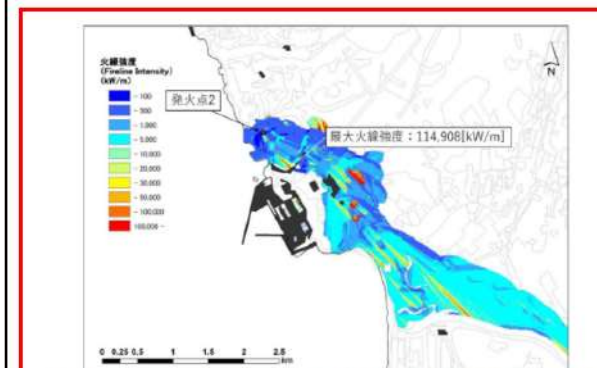 火線強度
(Fireline Intensity)
(kW/m)
- 100
- 500
- 1,000
- 5,000
- 10,000
- 20,000
- 30,000
- 50,000
- 100,000
100,000 -
発火点2
最大火線強度：114,908[kW/m]
N
0 0.25 0.5 1 1.5 2 2.5
km